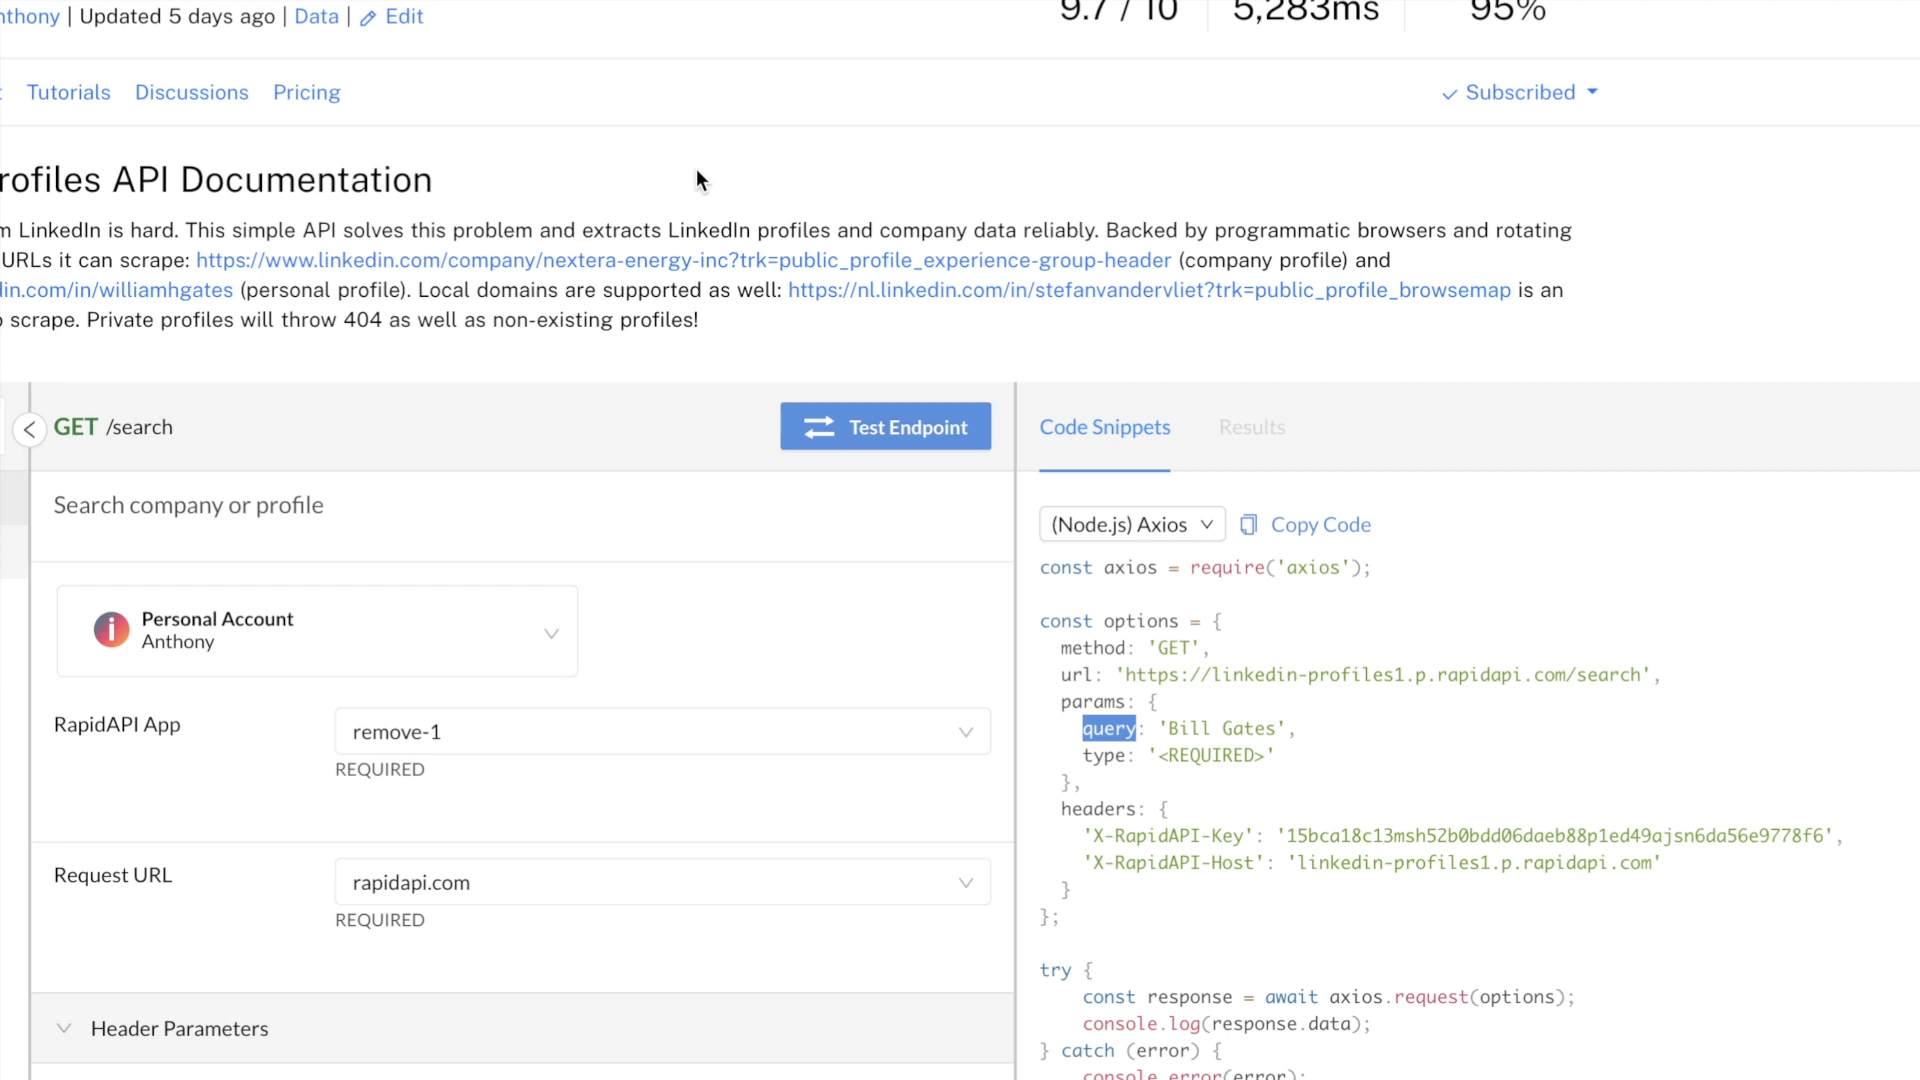 nthony | Updated 5 days ago | Data | Edit
9.7 / 10 5,283ms 95%
Tutorials Discussions Pricing
Subscribed
rofiles API Documentation
m LinkedIn is hard. This simple API solves this problem and extracts LinkedIn profiles and company data reliably. Backed by programmatic browsers and rotating
URLs it can scrape: https://www.linkedin.com/company/nextera-energy-inc?trk=public_profile_experience-group-header (company profile) and
din.com/in/williamhgates (personal profile). Local domains are supported as well: https://nl.linkedin.com/in/stefanvandervliet?trk=public_profile_browsemap is an
o scrape. Private profiles will throw 404 as well as non-existing profiles!
GET /search
Test Endpoint
Search company or profile
Personal Account
Anthony
RapidAPI App
remove-1
REQUIRED
Request URL
rapidapi.com
REQUIRED
Header Parameters
Code Snippets Results
(Node.js) Axios Copy Code
const axios = require('axios');
const options = {
method: 'GET',
url: 'https://linkedin-profiles1.p.rapidapi.com/search',
params: {
query: 'Bill Gates',
type: '<REQUIRED>'
},
headers: {
'X-RapidAPI-Key': '15bca18c13msh52b0bdd06daeb88p1ed49ajsn6da56e9778f6',
'X-RapidAPI-Host': 'linkedin-profiles1.p.rapidapi.com'
}
};
try {
const response = await axios.request(options);
console.log(response.data);
} catch (error) {
console.error(error);